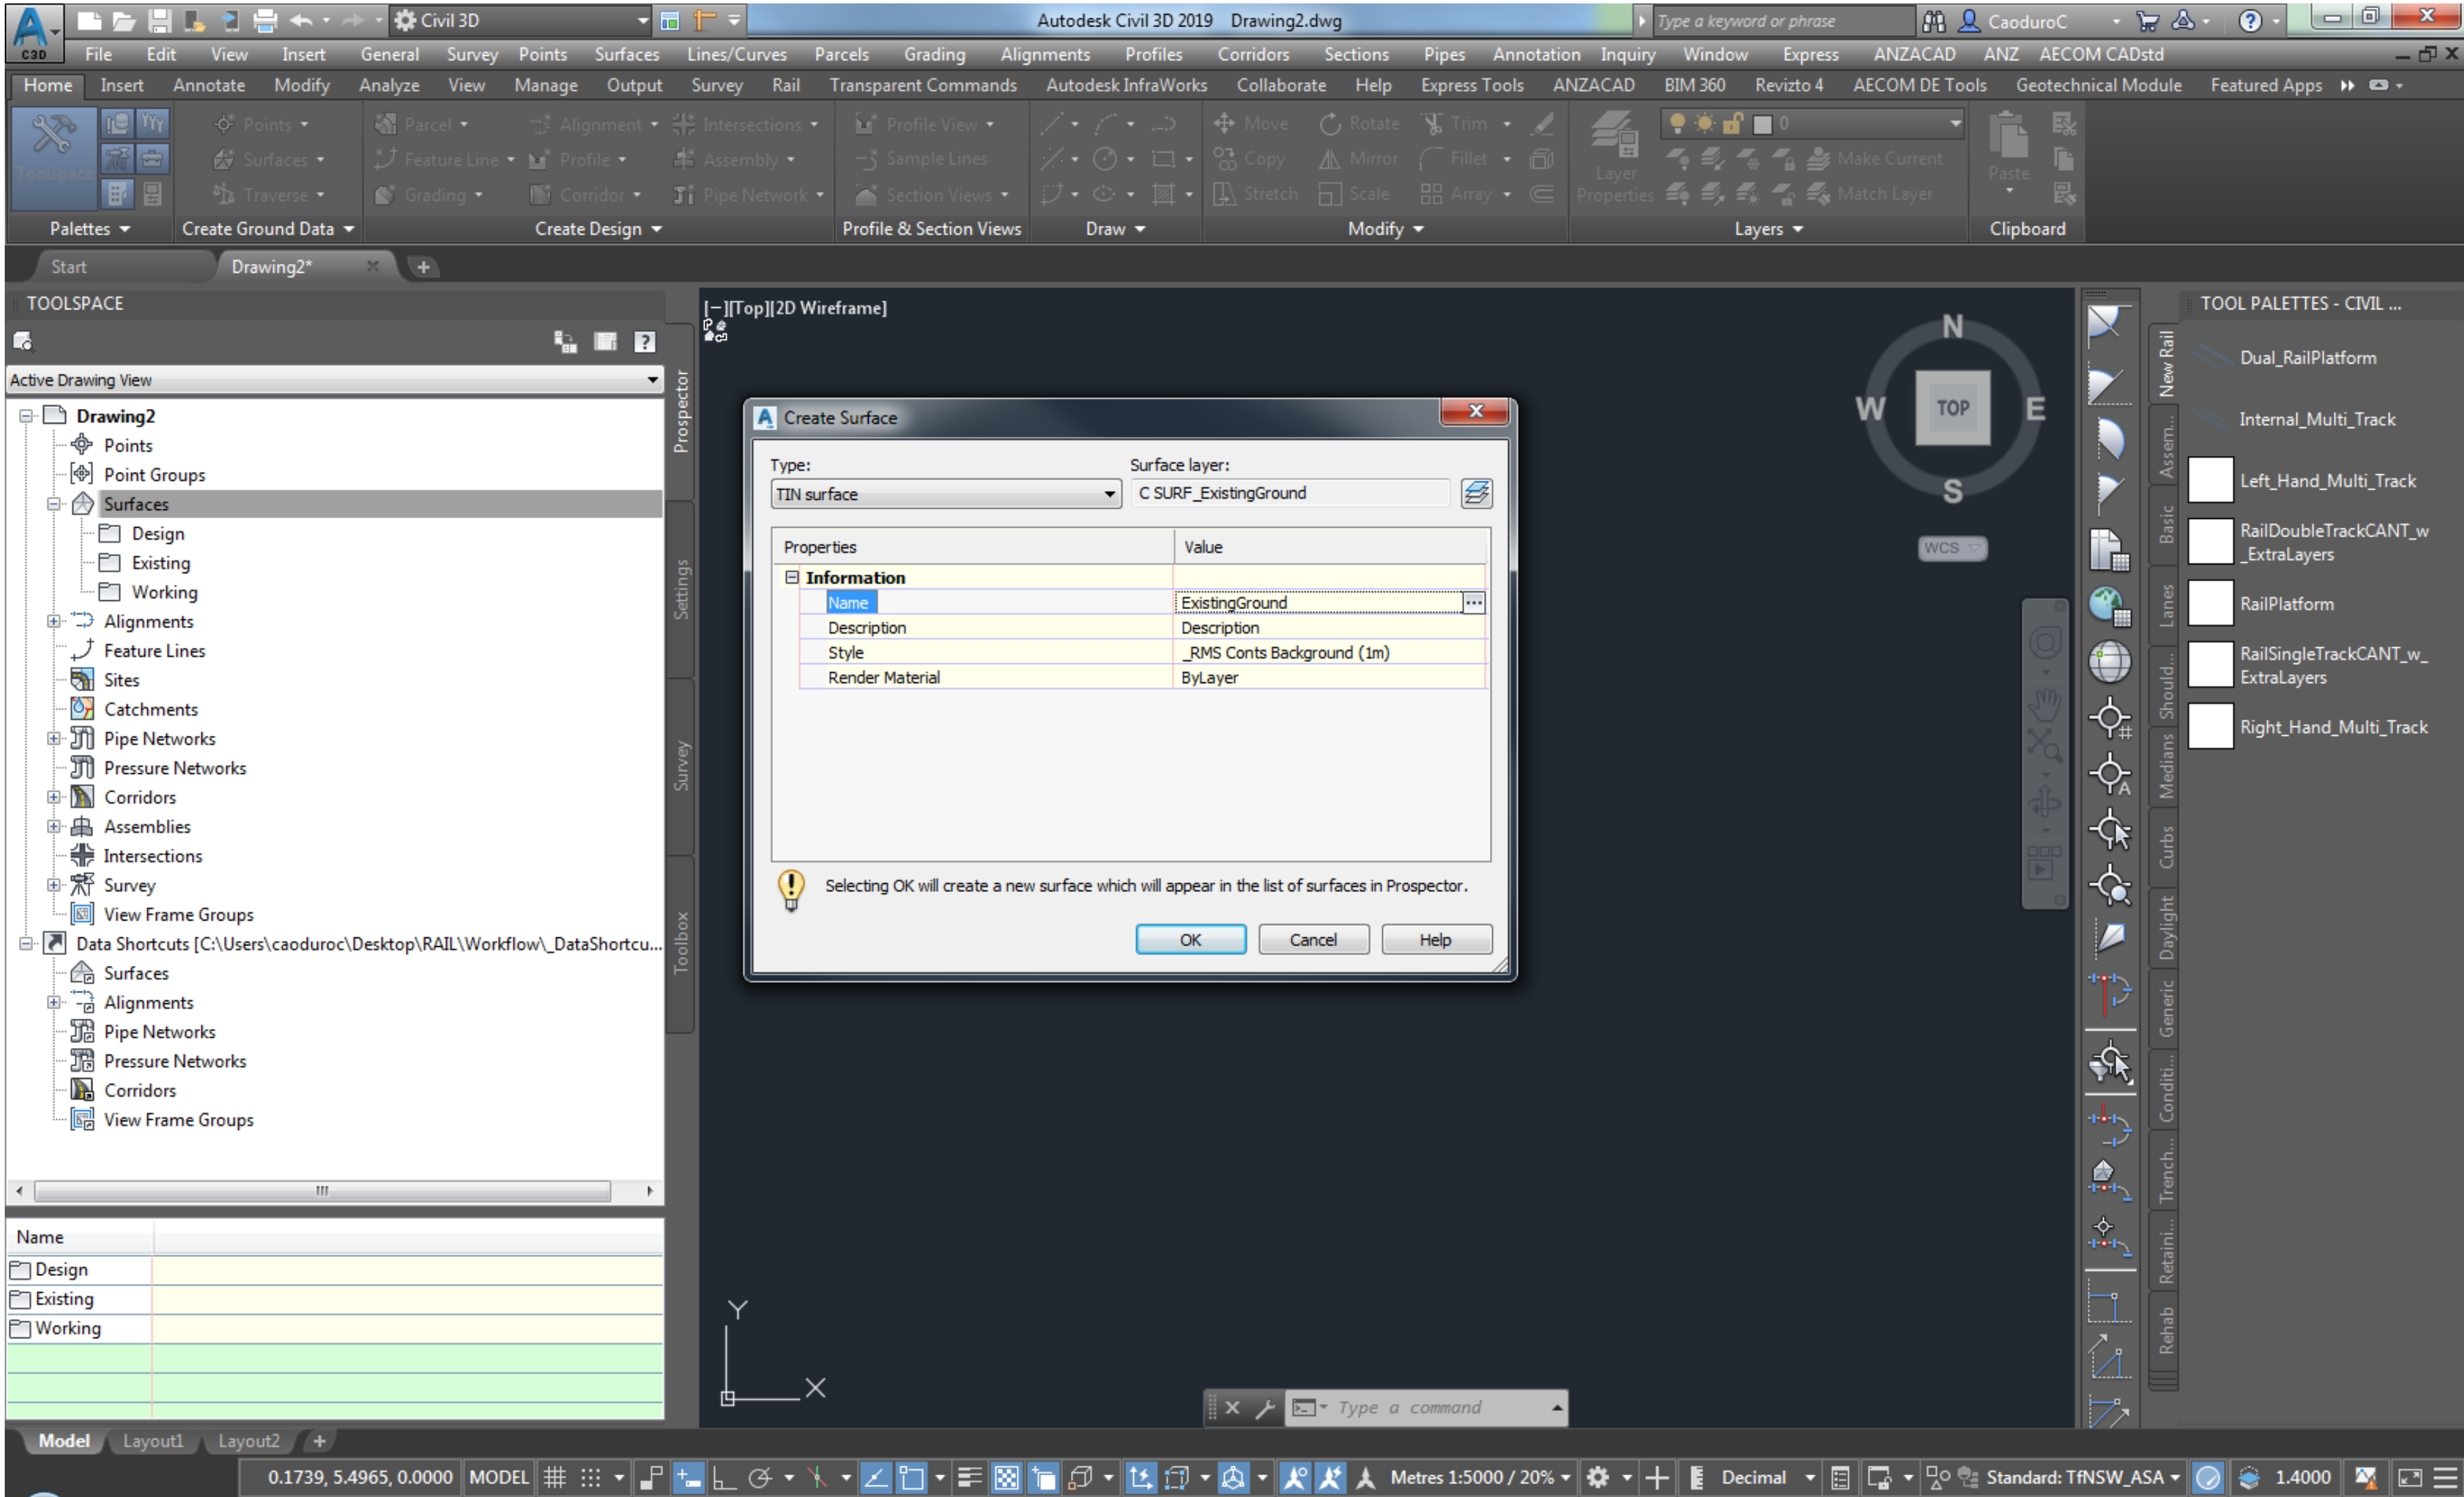 Civil 3D
Autodesk Civil 3D 2019 Drawing2.dwg
Type a keyword or phrase
CaoduroC
C3D
File Edit View Insert General Survey Points Surfaces Lines/Curves Parcels Grading Alignments Profiles Corridors Sections Pipes Annotation Inquiry Window Express ANZACAD ANZ AECOM CADstd
Home Insert Annotate Modify Analyze View Manage Output Survey Rail Transparent Commands Autodesk InfraWorks Collaborate Help Express Tools ANZACAD BIM 360 Revizto 4 AECOM DE Tools Geotechnical Module Featured Apps
Points Parcel Alignment Intersections Profile View Move Rotate Trim 0
Surfaces Feature Line Profile Assembly Sample Lines Copy Mirror Fillet Make Current
Toolspace Layer Properties Paste
Traverse Grading Corridor Pipe Network Section Views Stretch Scale Array Match Layer
Palettes Create Ground Data Create Design Profile & Section Views Draw Modify Layers Clipboard
Start Drawing2*
TOOLSPACE
Active Drawing View
Drawing2
Points
Point Groups
Surfaces
Design
Existing
Working
Alignments
Feature Lines
Sites
Catchments
Pipe Networks
Pressure Networks
Corridors
Assemblies
Intersections
Survey
View Frame Groups
Data Shortcuts [C:\Users\caoduroc\Desktop\RAIL\Workflow\_DataShortcu...
Surfaces
Alignments
Pipe Networks
Pressure Networks
Corridors
View Frame Groups
Name
Design
Existing
Working
Prospector
Settings
Survey
Toolbox
[−][Top][2D Wireframe]
Create Surface
Type:
Surface layer:
TIN surface
C SURF_ExistingGround
Properties Value
Information
Name ExistingGround
Description Description
Style _RMS Conts Background (1m)
Render Material ByLayer
Selecting OK will create a new surface which will appear in the list of surfaces in Prospector.
OK Cancel Help
N
W TOP E
S
WCS
Y
X
Type a command
TOOL PALETTES - CIVIL ...
New Rail
Assem...
Basic
Lanes
Should...
Medians
Curbs
Daylight
Generic
Conditi...
Trench...
Retaini...
Rehab
Dual_RailPlatform
Internal_Multi_Track
Left_Hand_Multi_Track
RailDoubleTrackCANT_w
_ExtraLayers
RailPlatform
RailSingleTrackCANT_w_
ExtraLayers
Right_Hand_Multi_Track
Model Layout1 Layout2
0.1739, 5.4965, 0.0000 MODEL Metres 1:5000 / 20% Decimal Standard: TfNSW_ASA 1.4000